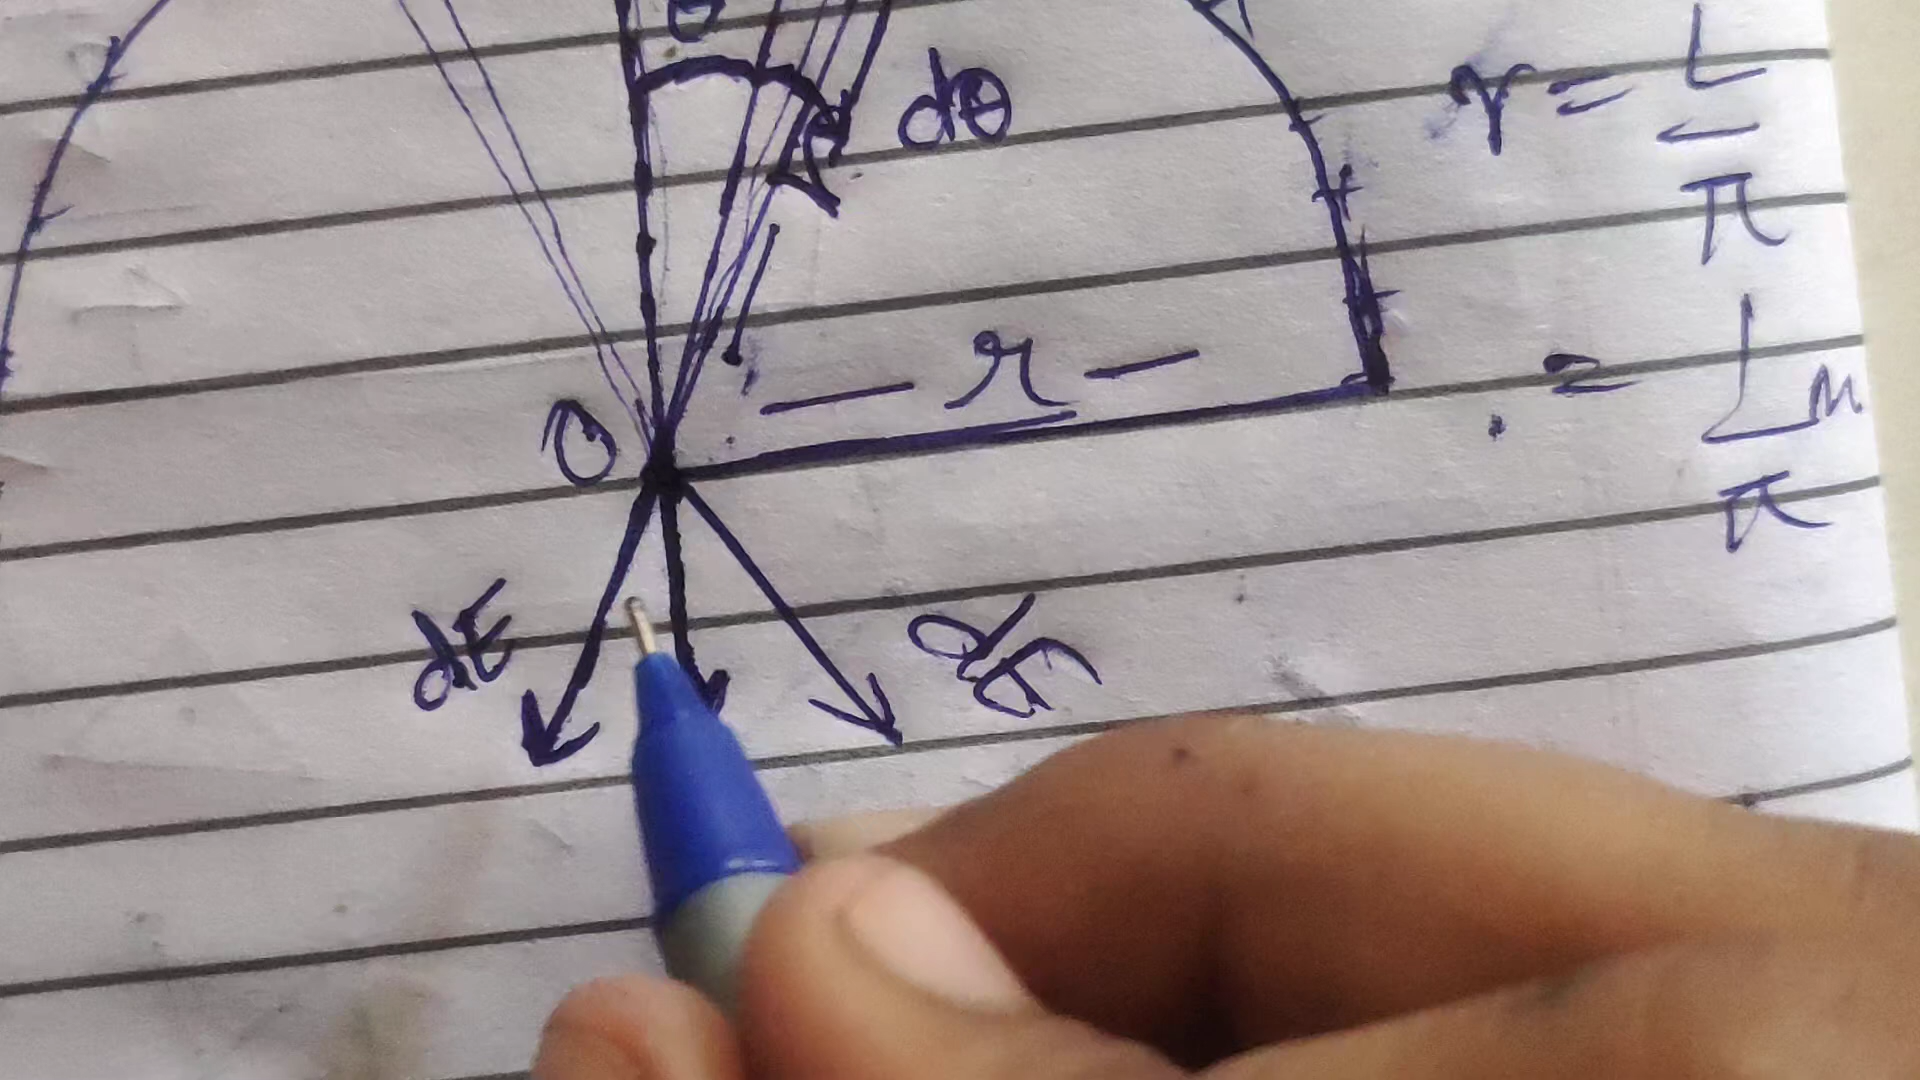 θ
dθ
r = L
π
r
= L m
π
O
dE
dE